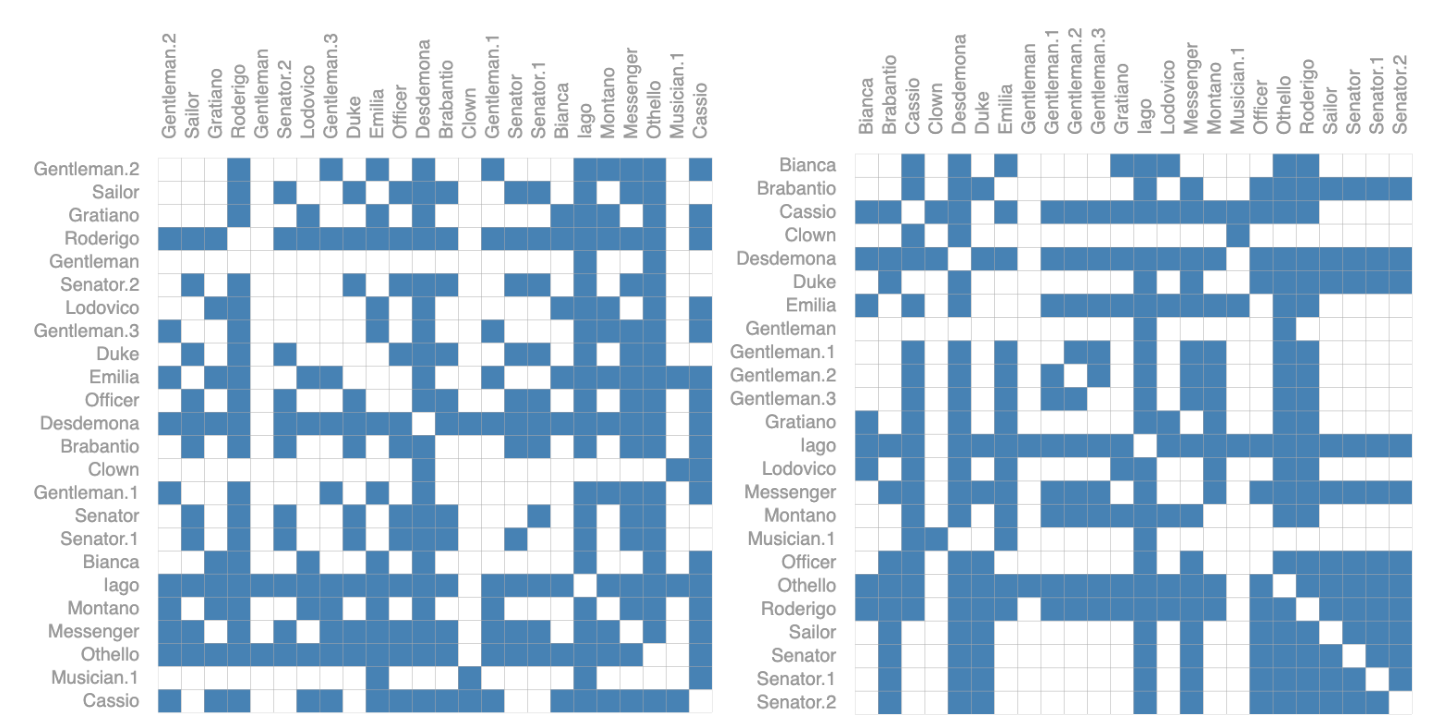 Gentleman.2
Sailor
Gratiano
Roderigo
Gentleman
Senator.2
Lodovico
Gentleman.3
Duke
Emilia
Officer
Desdemona
Brabantio
Clown
Gentleman.1
Senator
Senator.1
Bianca
Iago
Montano
Messenger
Othello
Musician.1
Cassio
Gentleman.2
Sailor
Gratiano
Roderigo
Gentleman
Senator.2
Lodovico
Gentleman.3
Duke
Emilia
Officer
Desdemona
Brabantio
Clown
Gentleman.1
Senator
Senator.1
Bianca
Iago
Montano
Messenger
Othello
Musician.1
Cassio
Bianca
Brabantio
Cassio
Clown
Desdemona
Duke
Emilia
Gentleman
Gentleman.1
Gentleman.2
Gentleman.3
Gratiano
Iago
Lodovico
Messenger
Montano
Musician.1
Officer
Othello
Roderigo
Sailor
Senator
Senator.1
Senator.2
Bianca
Brabantio
Cassio
Clown
Desdemona
Duke
Emilia
Gentleman
Gentleman.1
Gentleman.2
Gentleman.3
Gratiano
Iago
Lodovico
Messenger
Montano
Musician.1
Officer
Othello
Roderigo
Sailor
Senator
Senator.1
Senator.2